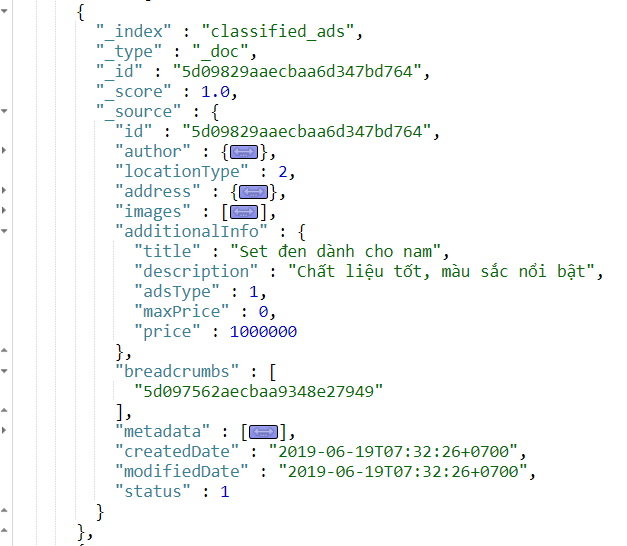 {
"_index" : "classified_ads",
"_type" : "_doc",
"_id" : "5d09829aaecbaa6d347bd764",
"_score" : 1.0,
"_source" : {
"id" : "5d09829aaecbaa6d347bd764",
"author" : {},
"locationType" : 2,
"address" : {},
"images" : [],
"additionalInfo" : {
"title" : "Set đen dành cho nam",
"description" : "Chất liệu tốt, màu sắc nổi bật",
"adsType" : 1,
"maxPrice" : 0,
"price" : 1000000
},
"breadcrumbs" : [
"5d097562aecbaa9348e27949"
],
"metadata" : [],
"createdDate" : "2019-06-19T07:32:26+0700",
"modifiedDate" : "2019-06-19T07:32:26+0700",
"status" : 1
}
},